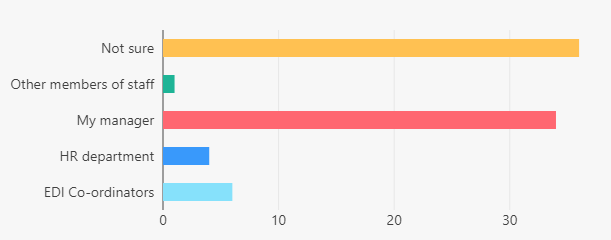 Not sure
Other members of staff
My manager
HR department
EDI Co-ordinators
0 10 20 30